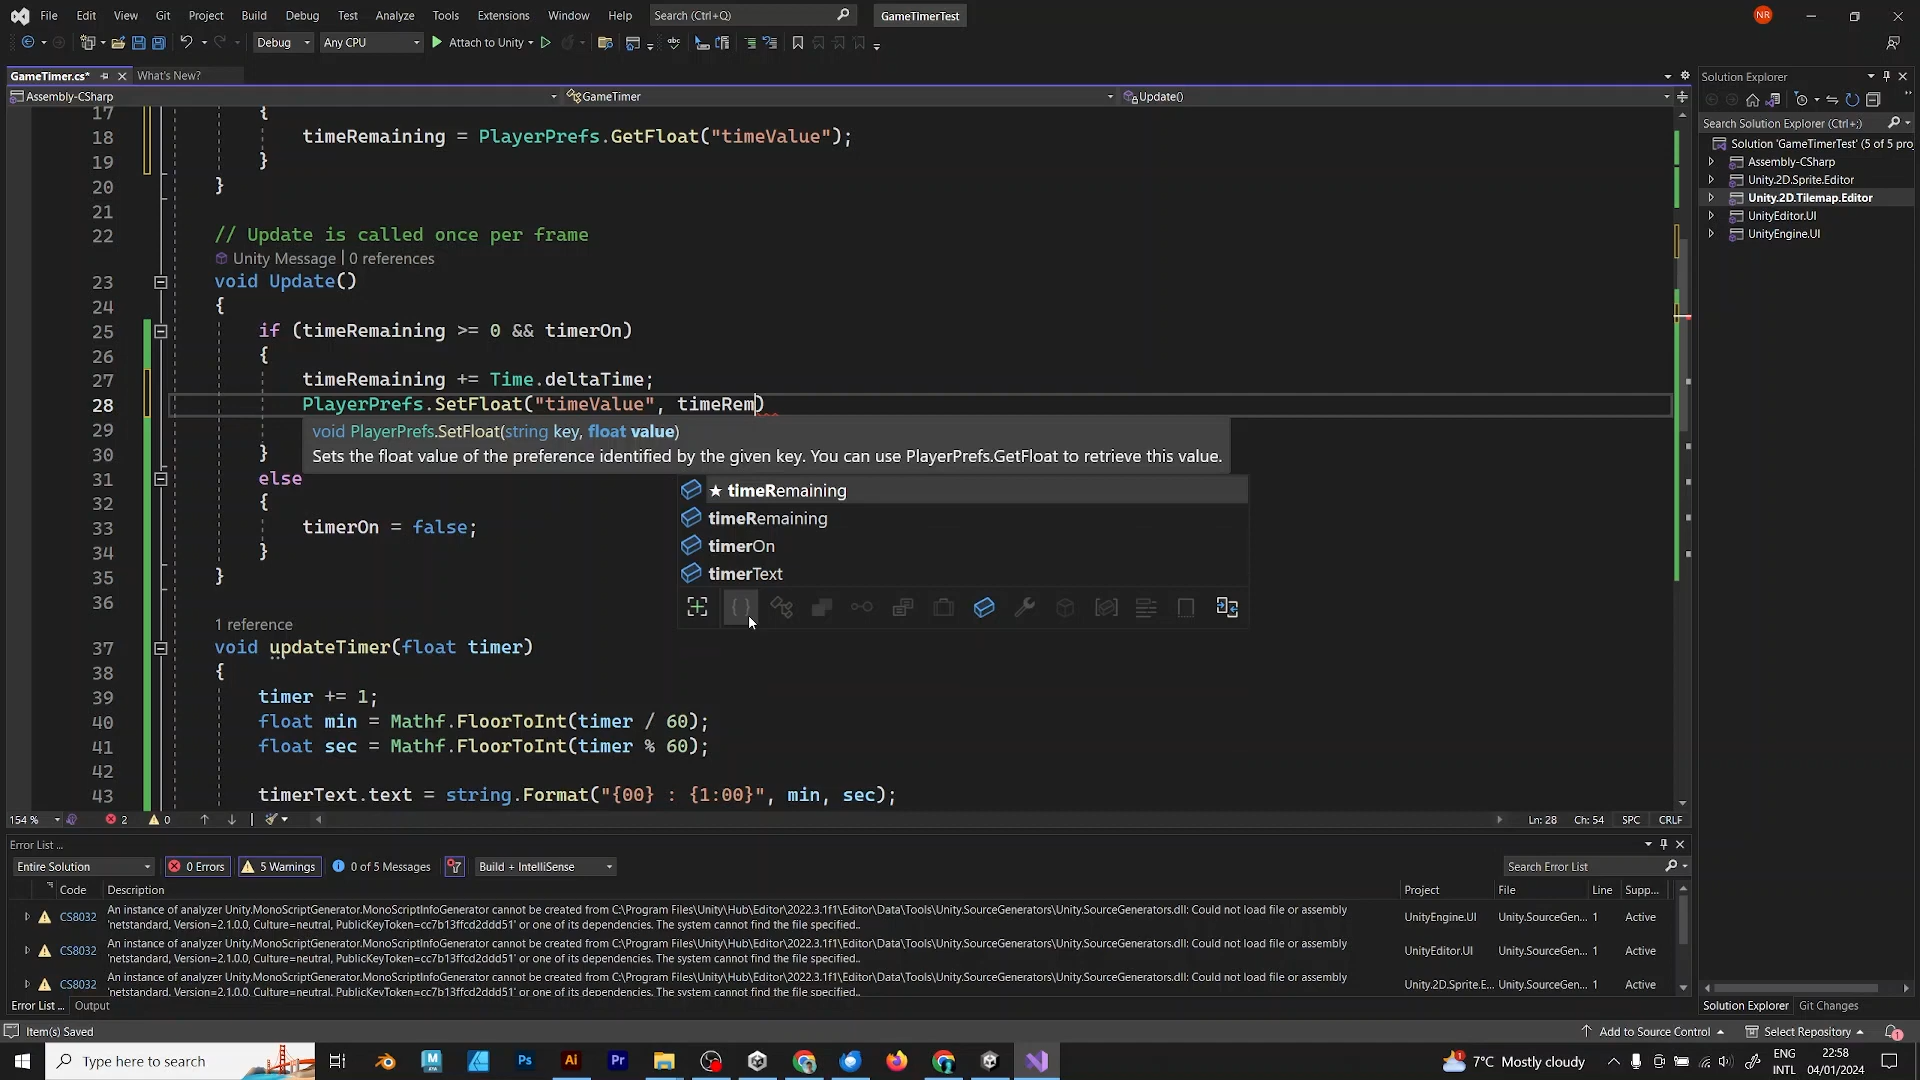 File Edit View Git Project Build Debug Test Analyze Tools Extensions Window Help Search (Ctrl+Q) GameTimerTest NR
Debug Any CPU Attach to Unity
GameTimer.cs* What's New?
Assembly-CSharp GameTimer Update()
17 {
18 timeRemaining = PlayerPrefs.GetFloat("timeValue");
19 }
20 }
21
22 // Update is called once per frame
Unity Message | 0 references
23 void Update()
24 {
25 if (timeRemaining >= 0 && timerOn)
26 {
27 timeRemaining += Time.deltaTime;
28 PlayerPrefs.SetFloat("timeValue", timeRem)
29
void PlayerPrefs.SetFloat(string key, float value)
Sets the float value of the preference identified by the given key. You can use PlayerPrefs.GetFloat to retrieve this value.
30 }
31 else
★ timeRemaining
timeRemaining
timerOn
timerText
32 {
33 timerOn = false;
34 }
35 }
36
1 reference
37 void updateTimer(float timer)
38 {
39 timer += 1;
40 float min = Mathf.FloorToInt(timer / 60);
41 float sec = Mathf.FloorToInt(timer % 60);
42
43 timerText.text = string.Format("{00} : {1:00}", min, sec);
154 % 2 0 Ln: 28 Ch: 54 SPC CRLF
Solution Explorer
Search Solution Explorer (Ctrl+;)
Solution 'GameTimerTest' (5 of 5 pro
Assembly-CSharp
Unity.2D.Sprite.Editor
Unity.2D.Tilemap.Editor
UnityEditor.UI
UnityEngine.UI
Error List ...
Entire Solution 0 Errors 5 Warnings 0 of 5 Messages Build + IntelliSense Search Error List
Code Description Project File Line Supp...
CS8032 An instance of analyzer Unity.MonoScriptGenerator.MonoScriptInfoGenerator cannot be created from C:\Program Files\Unity\Hub\Editor\2022.3.1f1\Editor\Data\Tools\Unity.SourceGenerators\Unity.SourceGenerators.dll: Could not load file or assembly
'netstandard, Version=2.1.0.0, Culture=neutral, PublicKeyToken=cc7b13ffcd2ddd51' or one of its dependencies. The system cannot find the file specified.. UnityEngine.UI Unity.SourceGen... 1 Active
CS8032 An instance of analyzer Unity.MonoScriptGenerator.MonoScriptInfoGenerator cannot be created from C:\Program Files\Unity\Hub\Editor\2022.3.1f1\Editor\Data\Tools\Unity.SourceGenerators\Unity.SourceGenerators.dll: Could not load file or assembly
'netstandard, Version=2.1.0.0, Culture=neutral, PublicKeyToken=cc7b13ffcd2ddd51' or one of its dependencies. The system cannot find the file specified.. UnityEditor.UI Unity.SourceGen... 1 Active
CS8032 An instance of analyzer Unity.MonoScriptGenerator.MonoScriptInfoGenerator cannot be created from C:\Program Files\Unity\Hub\Editor\2022.3.1f1\Editor\Data\Tools\Unity.SourceGenerators\Unity.SourceGenerators.dll: Could not load file or assembly
'netstandard, Version=2.1.0.0, Culture=neutral, PublicKeyToken=cc7b13ffcd2ddd51' or one of its dependencies. The system cannot find the file specified.. Unity.2D.Sprite.E... Unity.SourceGen... 1 Active
Error List ... Output Solution Explorer Git Changes
Item(s) Saved Add to Source Control Select Repository 1
Type here to search Ps Ai Pr 1 7°C Mostly cloudy ENG INTL 22:58 04/01/2024